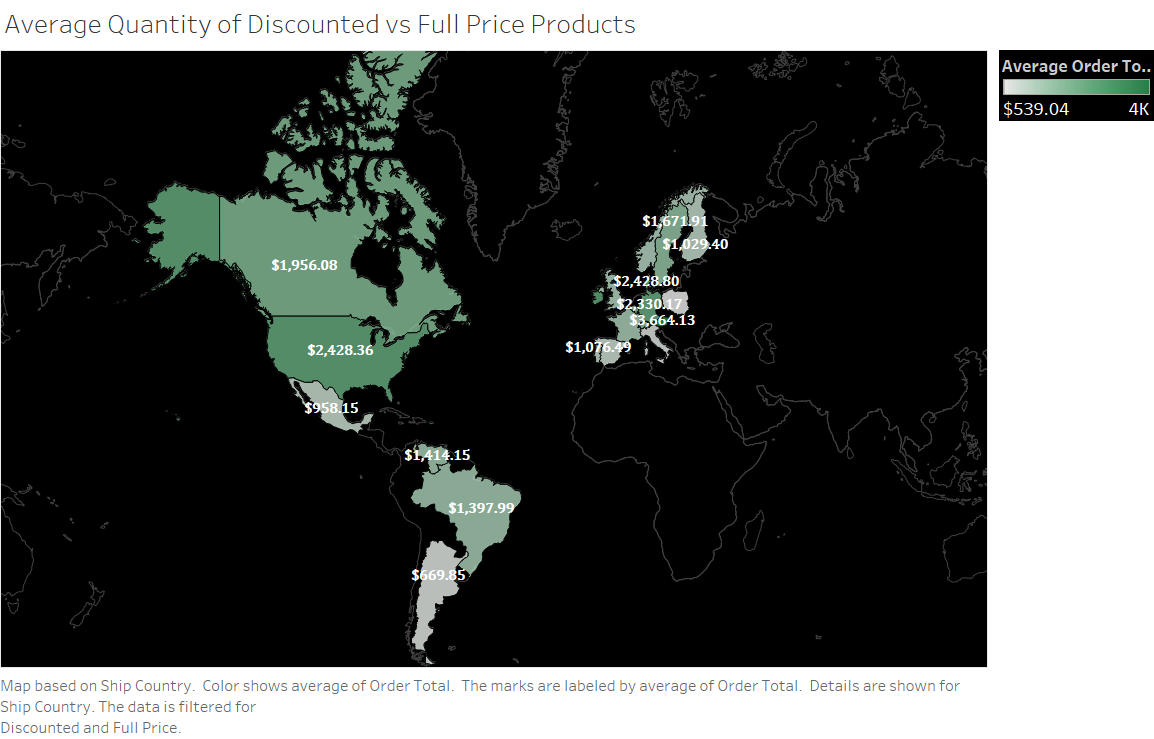 Average Quantity of Discounted vs Full Price Products
Average Order To..
$539.04 4K
$1,671.91
$1,029.40
$1,956.08
$2,428.80
$2,330.17
$3,664.13
$2,428.36
$1,076.49
$958.15
$1,414.15
$1,397.99
$669.85
Map based on Ship Country.  Color shows average of Order Total.  The marks are labeled by average of Order Total.  Details are shown for
Ship Country. The data is filtered for
Discounted and Full Price.